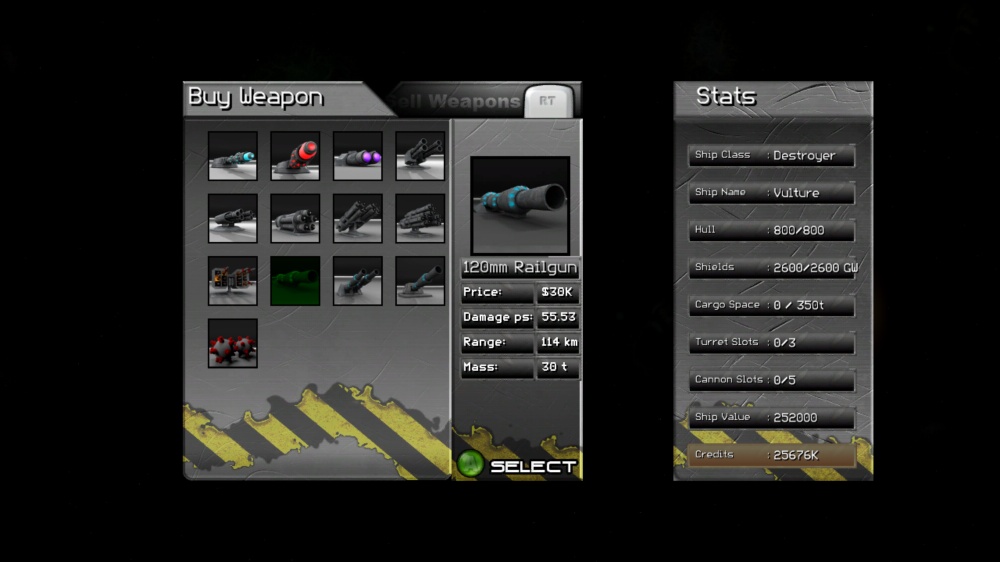 Buy Weapon
ell Weapons
RT
120mm Railgun
Price: $30K
Damage ps: 55.53
Range: 114 km
Mass: 30 t
SELECT
Stats
Ship Class : Destroyer
Ship Name : Vulture
Hull : 800/800
Shields : 2600/2600 GW
Cargo Space : 0 / 350t
Turret Slots : 0/3
Cannon Slots : 0/5
Ship Value : 252000
Credits : 25676K